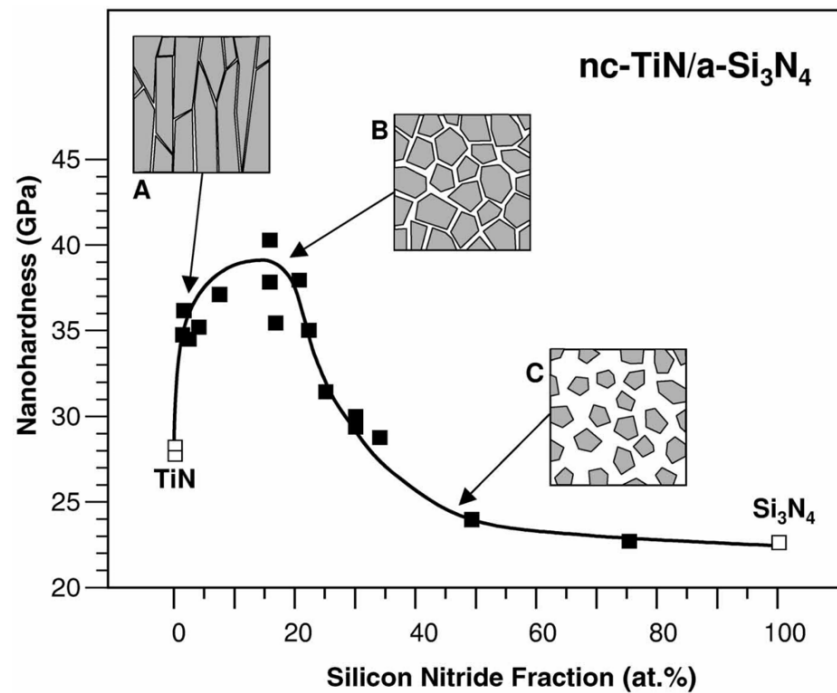 nc-TiN/a-Si₃N₄
A
B
C
45
40
35
30
25
20
Nanohardness (GPa)
TiN
Si₃N₄
0 20 40 60 80 100
Silicon Nitride Fraction (at.%)